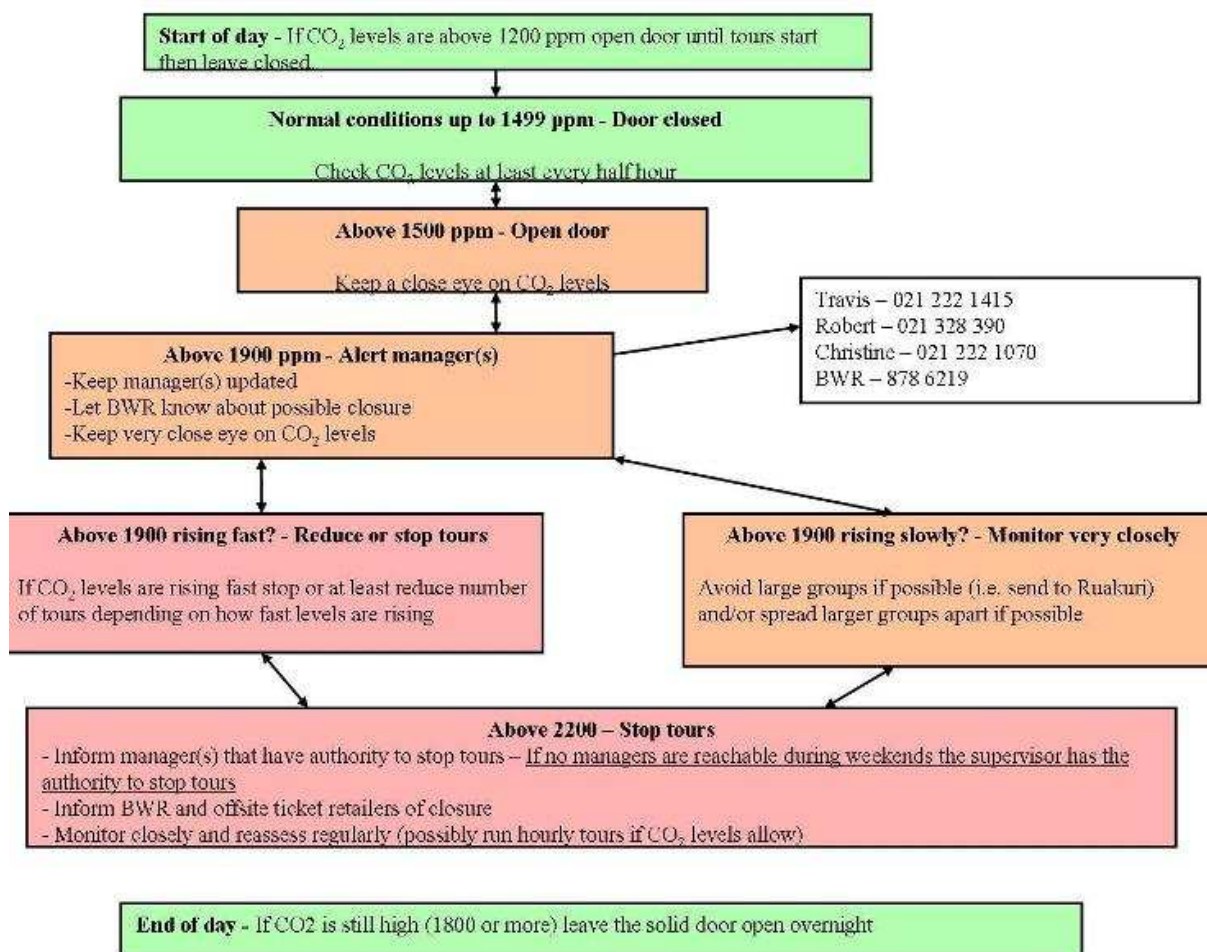 Start of day - If CO₂ levels are above 1200 ppm open door until tours start
then leave closed.
Normal conditions up to 1499 ppm - Door closed
Check CO₂ levels at least every half hour
Above 1500 ppm - Open door
Keep a close eye on CO₂ levels
Travis – 021 222 1415
Robert – 021 328 390
Christine – 021 222 1070
BWR – 878 6219
Above 1900 ppm - Alert manager(s)
-Keep manager(s) updated
-Let BWR know about possible closure
-Keep very close eye on CO₂ levels
Above 1900 rising fast? - Reduce or stop tours
If CO₂ levels are rising fast stop or at least reduce number
of tours depending on how fast levels are rising
Above 1900 rising slowly? - Monitor very closely
Avoid large groups if possible (i.e. send to Ruakuri)
and/or spread larger groups apart if possible
Above 2200 – Stop tours
- Inform manager(s) that have authority to stop tours – If no managers are reachable during weekends the supervisor has the
authority to stop tours
- Inform BWR and offsite ticket retailers of closure
- Monitor closely and reassess regularly (possibly run hourly tours if CO₂ levels allow)
End of day - If CO2 is still high (1800 or more) leave the solid door open overnight